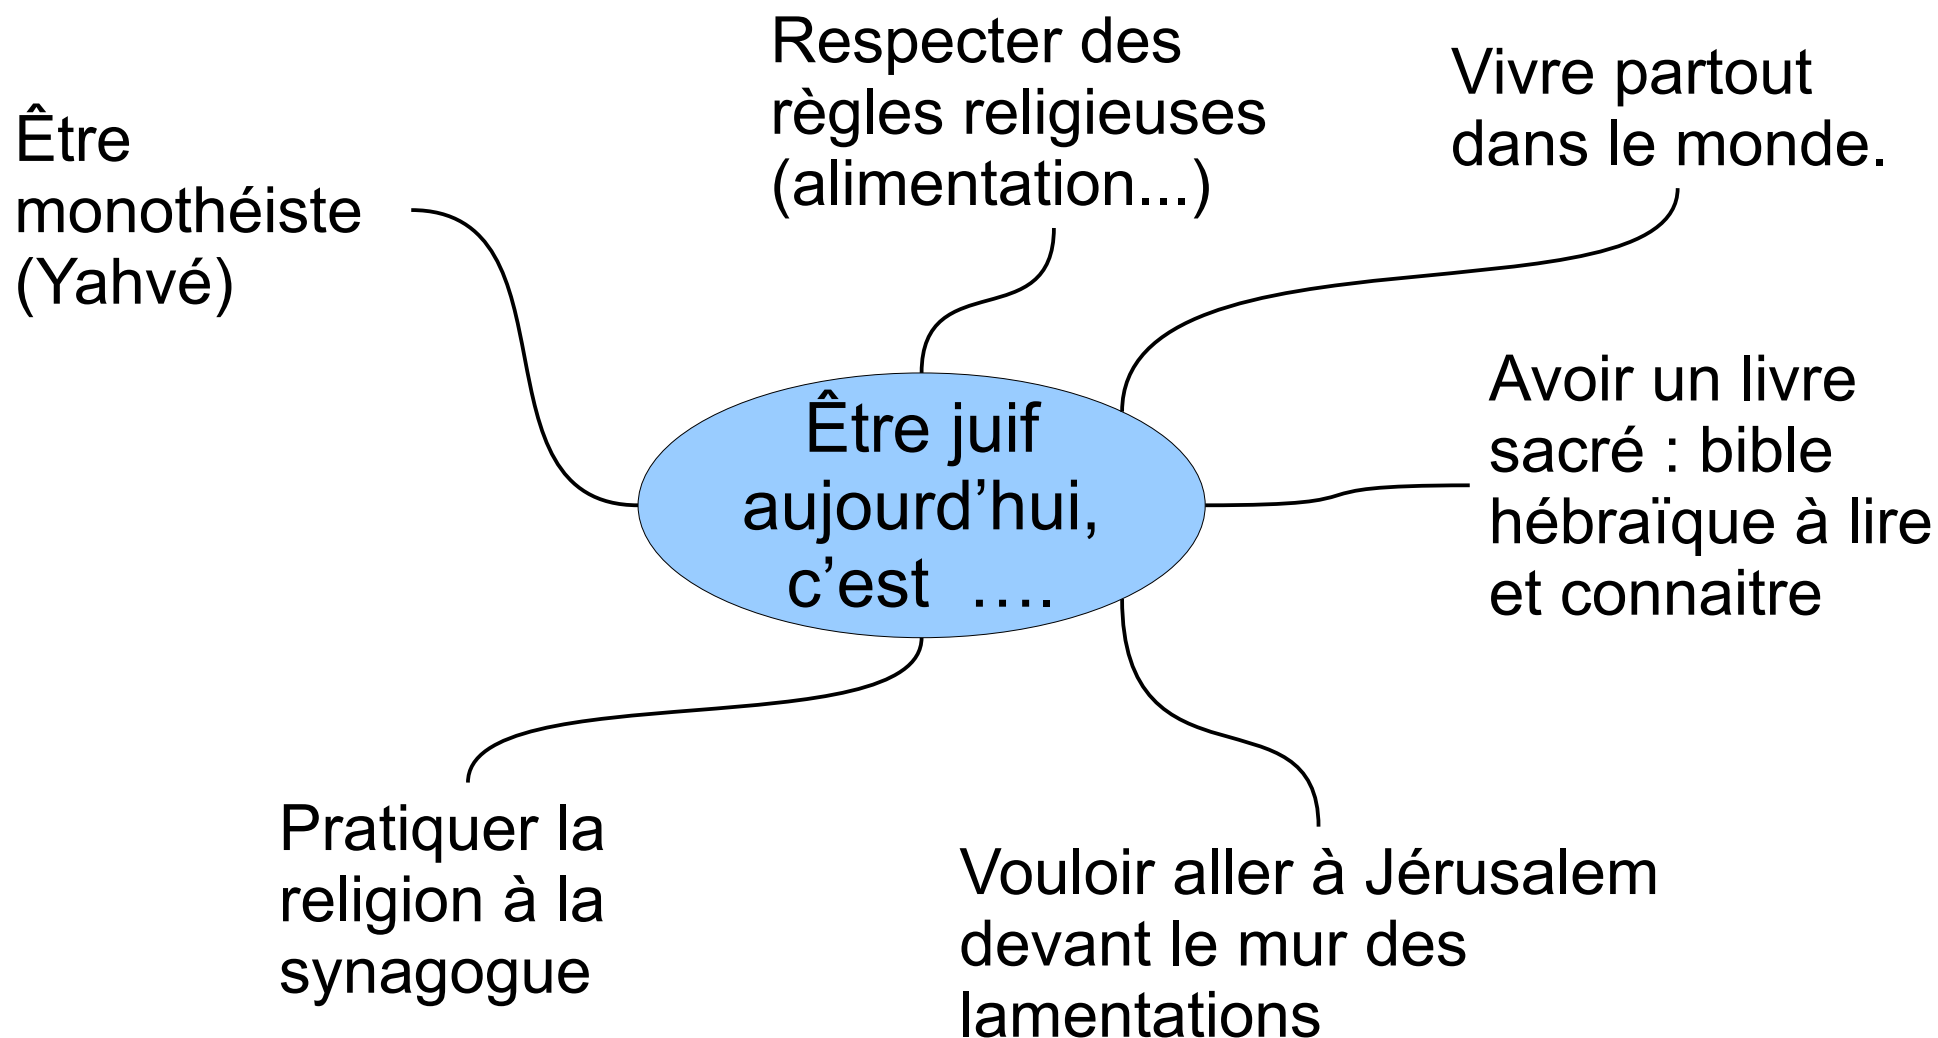 Être
monothéiste
(Yahvé)
Respecter des
règles religieuses
(alimentation...)
Vivre partout
dans le monde.
Être juif
aujourd’hui,
c’est  ....
Avoir un livre
sacré : bible
hébraïque à lire
et connaitre
Pratiquer la
religion à la
synagogue
Vouloir aller à Jérusalem
devant le mur des
lamentations